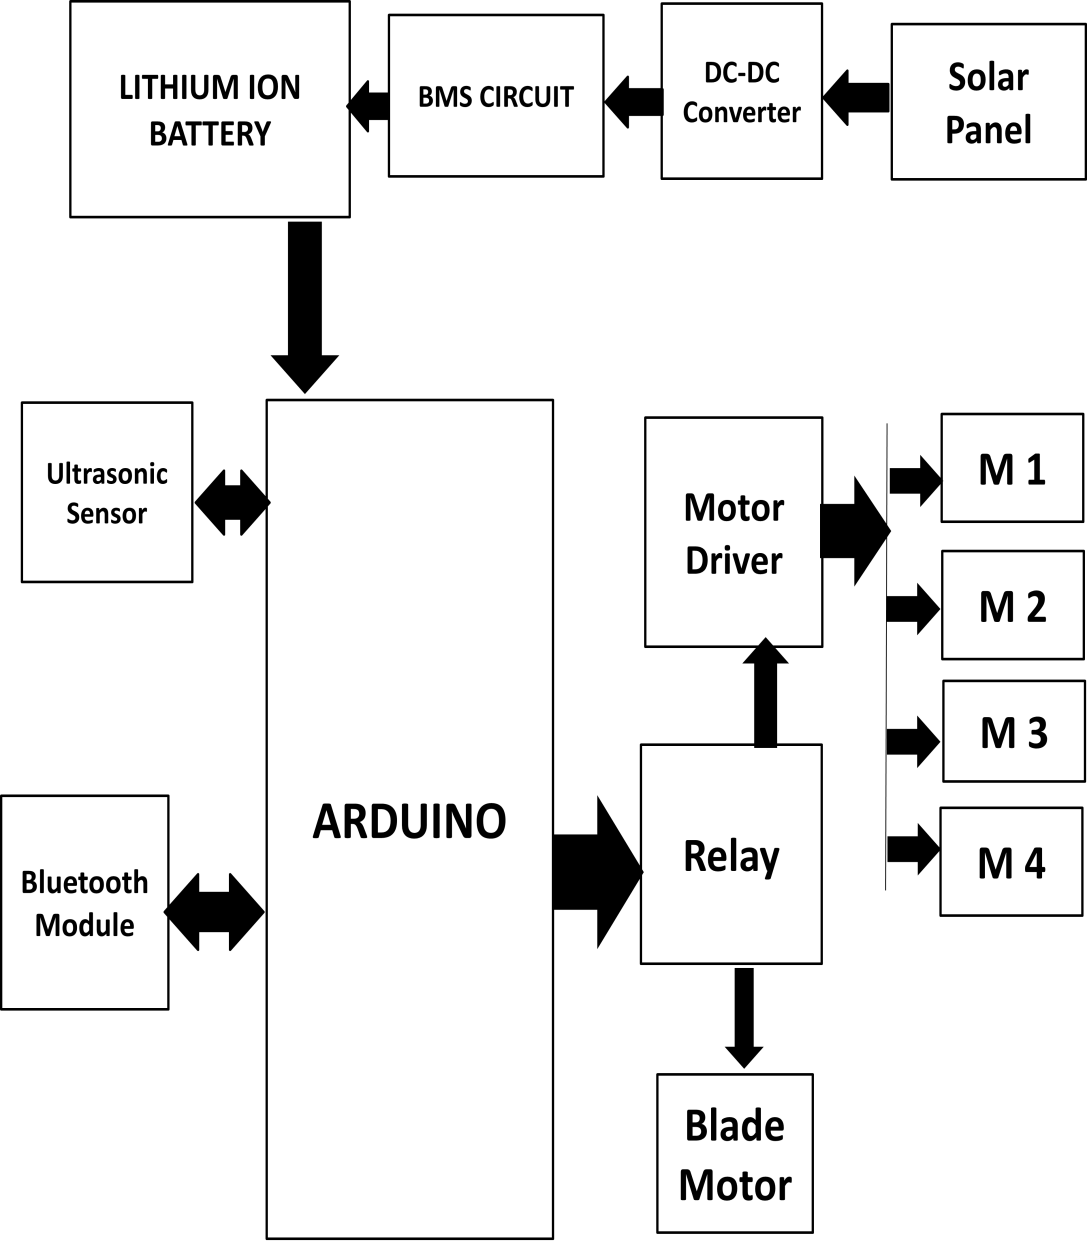 LITHIUM ION
BATTERY
BMS CIRCUIT
DC-DC
Converter
Solar
Panel
Ultrasonic
Sensor
Motor
Driver
M 1
M 2
M 3
M 4
ARDUINO
Relay
Bluetooth
Module
Blade
Motor